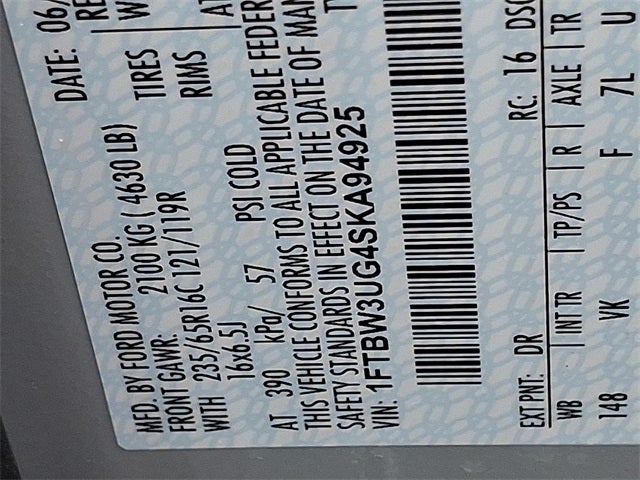 MFD. BY FORD MOTOR CO. DATE: 06/
FRONT GAWR: 2100 KG ( 4630 LB)
WITH 235/65R16C 121/119R TIRES
16x6.5J RIMS
AT 390 kPa/ 57 PSI COLD
THIS VEHICLE CONFORMS TO ALL APPLICABLE FEDER
SAFETY STANDARDS IN EFFECT ON THE DATE OF MAN
VIN: 1FTBW3UG4SKA94925
EXT PNT: DR RC: 16 DSO
WB INT TR TP/PS R AXLE TR
148 VK F 7L U